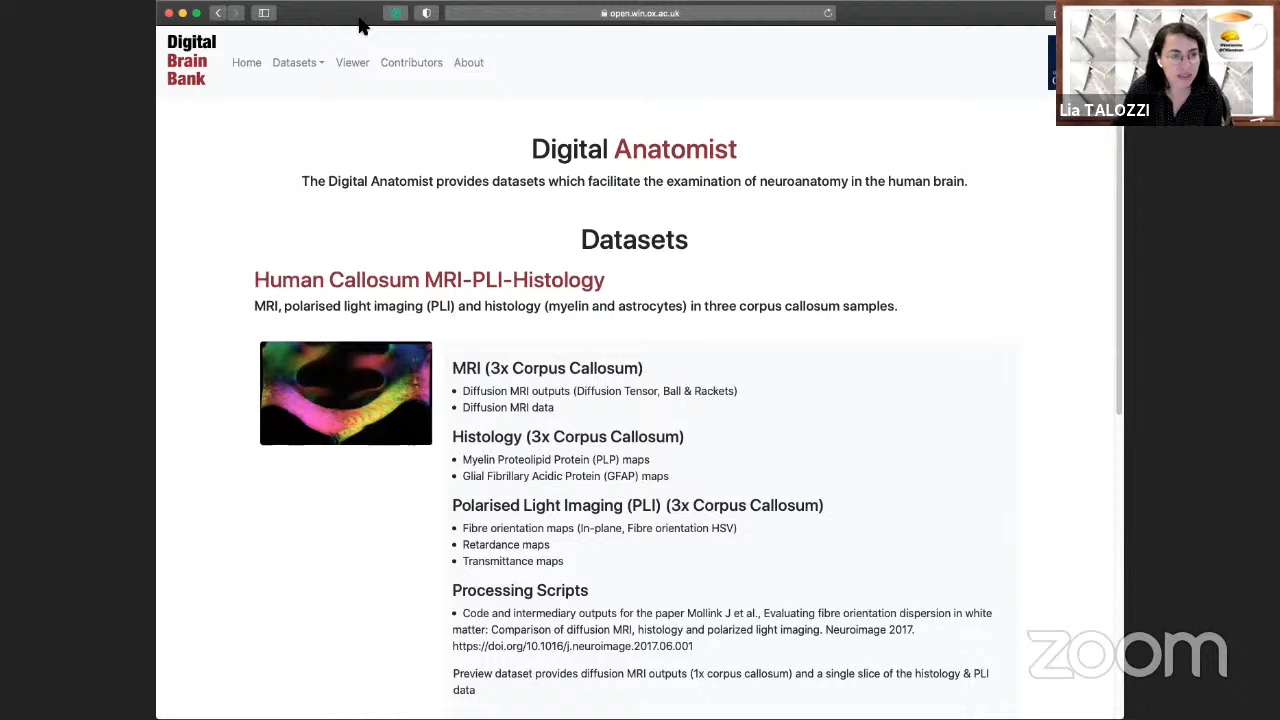 open.win.ox.ac.uk
Digital
Brain
Bank
Home Datasets Viewer Contributors About
Lia TALOZZI
Digital Anatomist
The Digital Anatomist provides datasets which facilitate the examination of neuroanatomy in the human brain.
Datasets
Human Callosum MRI-PLI-Histology
MRI, polarised light imaging (PLI) and histology (myelin and astrocytes) in three corpus callosum samples.
MRI (3x Corpus Callosum)
• Diffusion MRI outputs (Diffusion Tensor, Ball & Rackets)
• Diffusion MRI data
Histology (3x Corpus Callosum)
• Myelin Proteolipid Protein (PLP) maps
• Glial Fibrillary Acidic Protein (GFAP) maps
Polarised Light Imaging (PLI) (3x Corpus Callosum)
• Fibre orientation maps (In-plane, Fibre orientation HSV)
• Retardance maps
• Transmittance maps
Processing Scripts
• Code and intermediary outputs for the paper Mollink J et al., Evaluating fibre orientation dispersion in white
matter: Comparison of diffusion MRI, histology and polarized light imaging. Neuroimage 2017.
https://doi.org/10.1016/j.neuroimage.2017.06.001
Preview dataset provides diffusion MRI outputs (1x corpus callosum) and a single slice of the histology & PLI
data
zoom